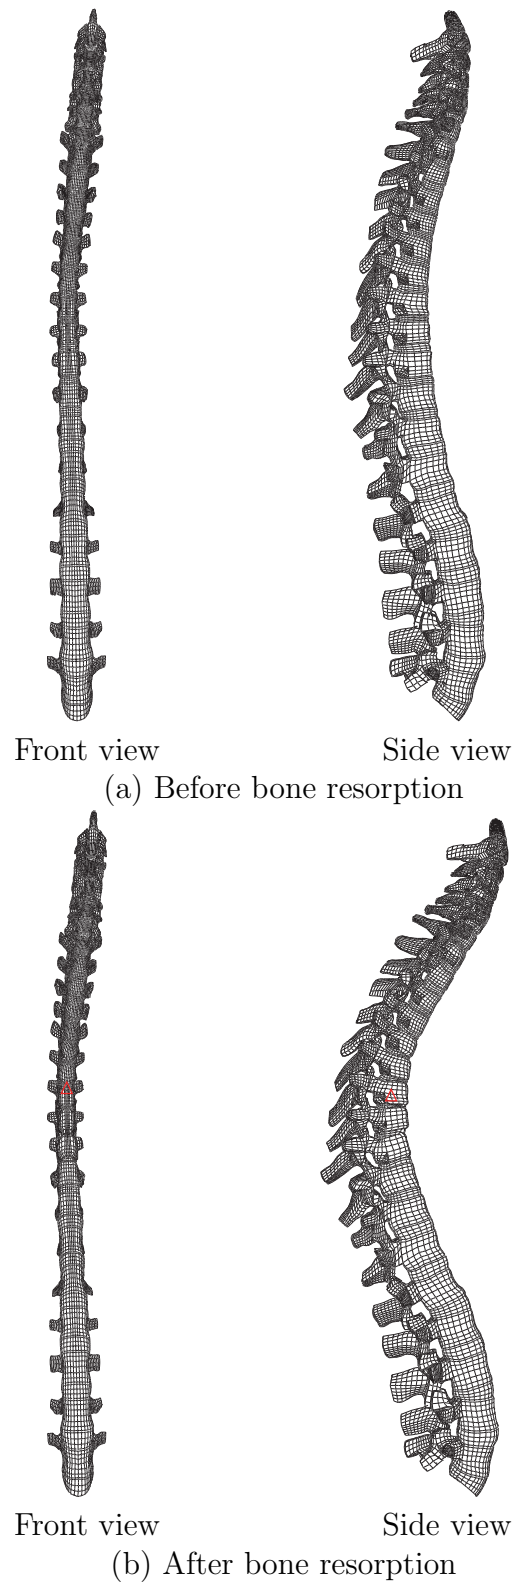 Front view
Side view
(a) Before bone resorption
Front view
Side view
(b) After bone resorption